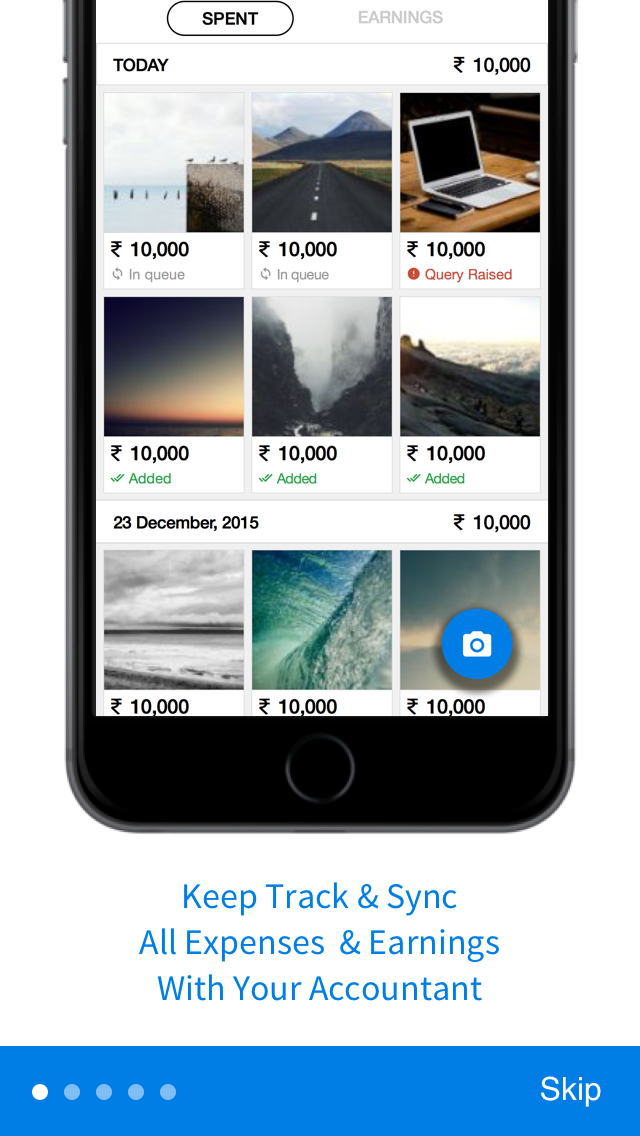 SPENT EARNINGS
TODAY ₹ 10,000
₹ 10,000 ₹ 10,000 ₹ 10,000
In queue In queue Query Raised
₹ 10,000 ₹ 10,000 ₹ 10,000
Added Added Added
23 December, 2015 ₹ 10,000
₹ 10,000 ₹ 10,000 ₹ 10,000
Keep Track & Sync
All Expenses & Earnings
With Your Accountant
Skip